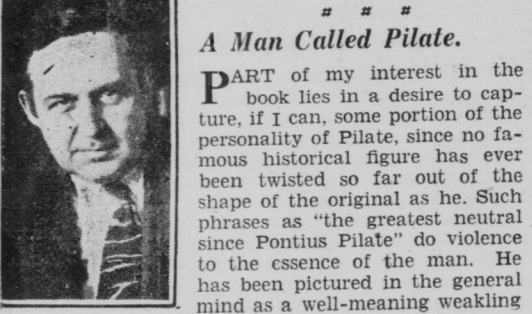 # # #
A Man Called Pilate.
PART of my interest in the
book lies in a desire to cap-
ture, if I can, some portion of the
personality of Pilate, since no fa-
mous historical figure has ever
been twisted so far out of the
shape of the original as he. Such
phrases as "the greatest neutral
since Pontius Pilate" do violence
to the essence of the man. He
has been pictured in the general
mind as a well-meaning weakling